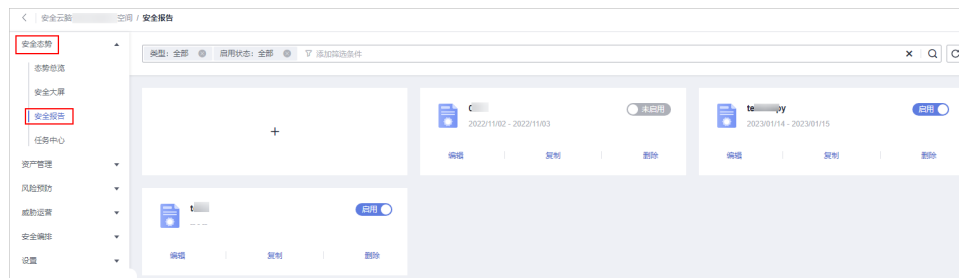 安全云脑 空间 / 安全报告
安全态势
态势总览
安全大屏
安全报告
任务中心
资产管理
风险预防
威胁运营
安全编排
设置
类型: 全部 启用状态: 全部 添加筛选条件
未启用
2022/11/02 - 2022/11/03
编辑 复制 删除
te py 启用
2023/01/14 - 2023/01/15
编辑 复制 删除
t 启用
编辑 复制 删除